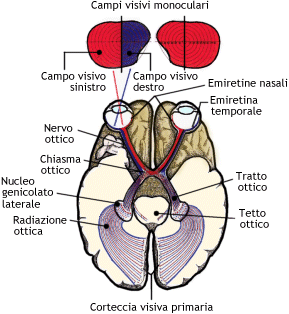 Campi visivi monoculari
Campo visivo
sinistro
Campo visivo
destro
Emiretine nasali
Emiretina
temporale
Nervo
ottico
Chiasma
ottico
Nucleo
genicolato
laterale
Tratto
ottico
Radiazione
ottica
Tetto
ottico
Corteccia visiva primaria